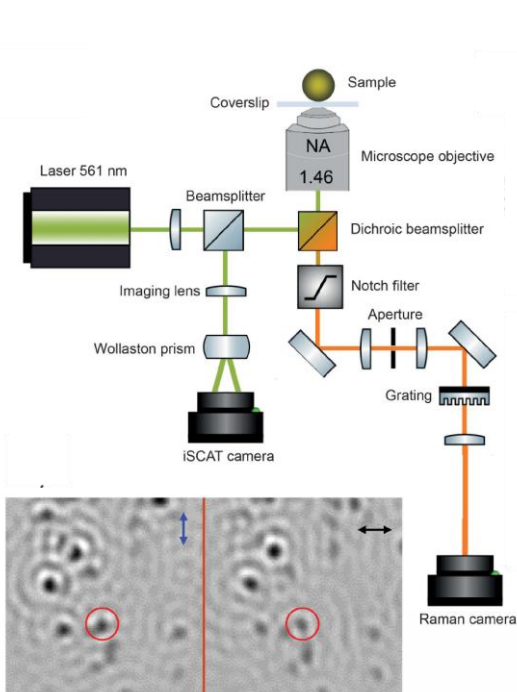 Sample
Coverslip
NA
1.46
Microscope objective
Laser 561 nm
Beamsplitter
Dichroic beamsplitter
Imaging lens
Notch filter
Aperture
Wollaston prism
Grating
iSCAT camera
Raman camera